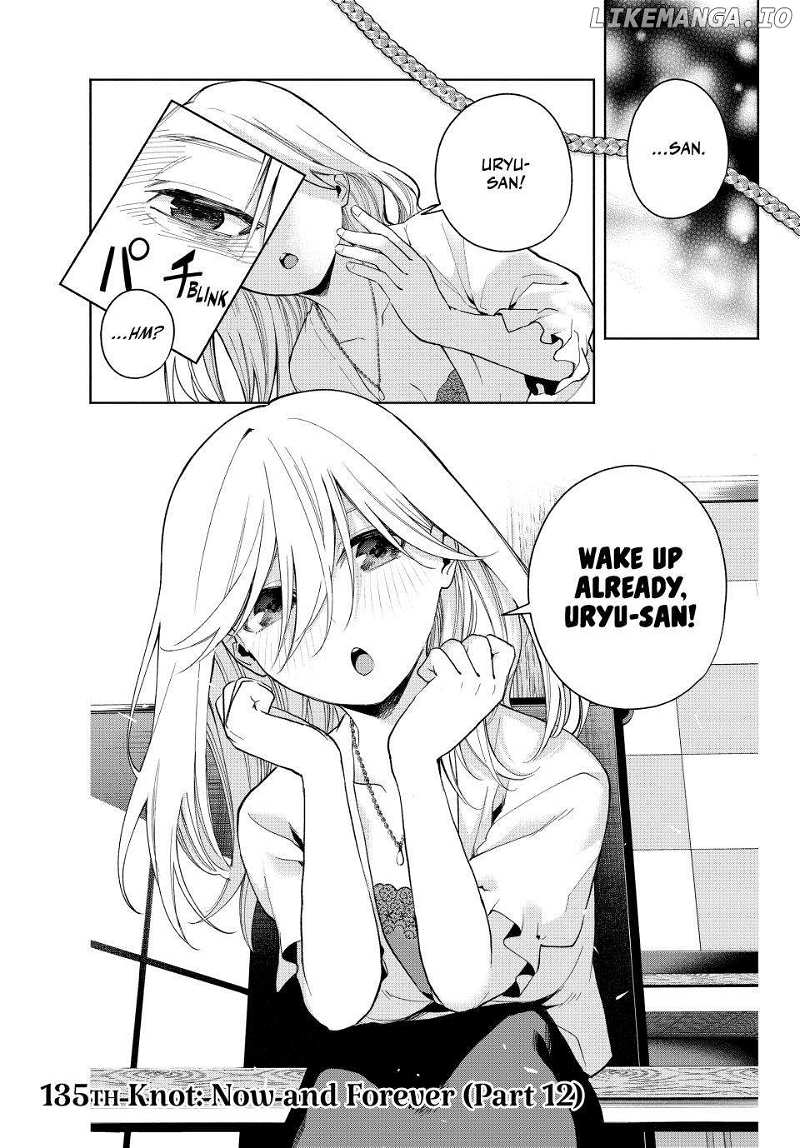 LIKEMANGA.IO
...SAN.
URYU-
SAN!
パチ
BLINK
...HM?
WAKE UP
ALREADY,
URYU-SAN!
135TH Knot: Now and Forever (Part 12)